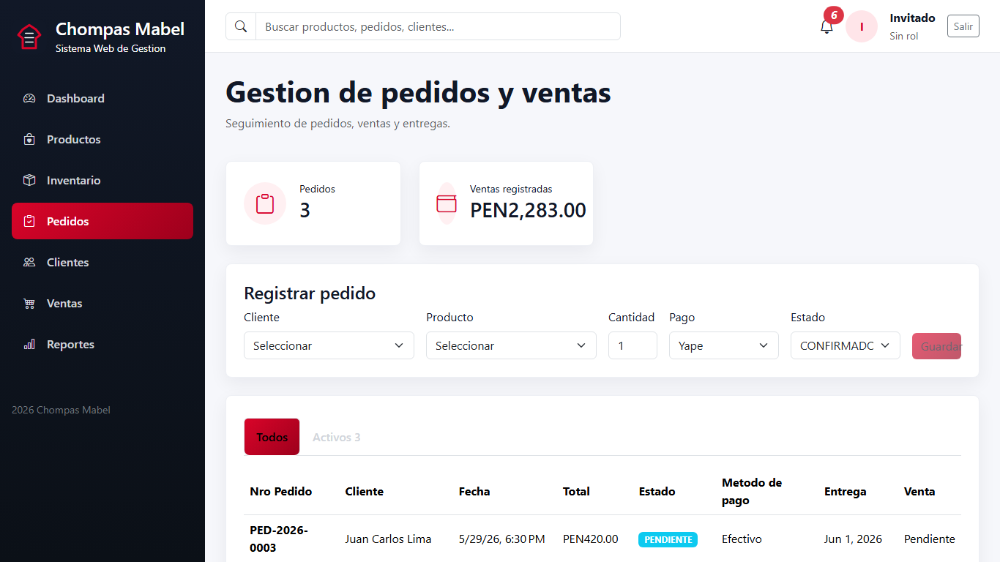 Chompas Mabel
Sistema Web de Gestion
Dashboard
Productos
Inventario
Pedidos
Clientes
Ventas
Reportes
2026 Chompas Mabel
Buscar productos, pedidos, clientes...
6
I
Invitado
Sin rol
Salir
Gestion de pedidos y ventas
Seguimiento de pedidos, ventas y entregas.
Pedidos
3
Ventas registradas
PEN2,283.00
Registrar pedido
Cliente Producto Cantidad Pago Estado
Seleccionar Seleccionar 1 Yape CONFIRMADO Guardar
Todos Activos 3
Nro Pedido Cliente Fecha Total Estado Metodo de pago Entrega Venta
PED-2026-0003 Juan Carlos Lima 5/29/26, 6:30 PM PEN420.00 PENDIENTE Efectivo Jun 1, 2026 Pendiente